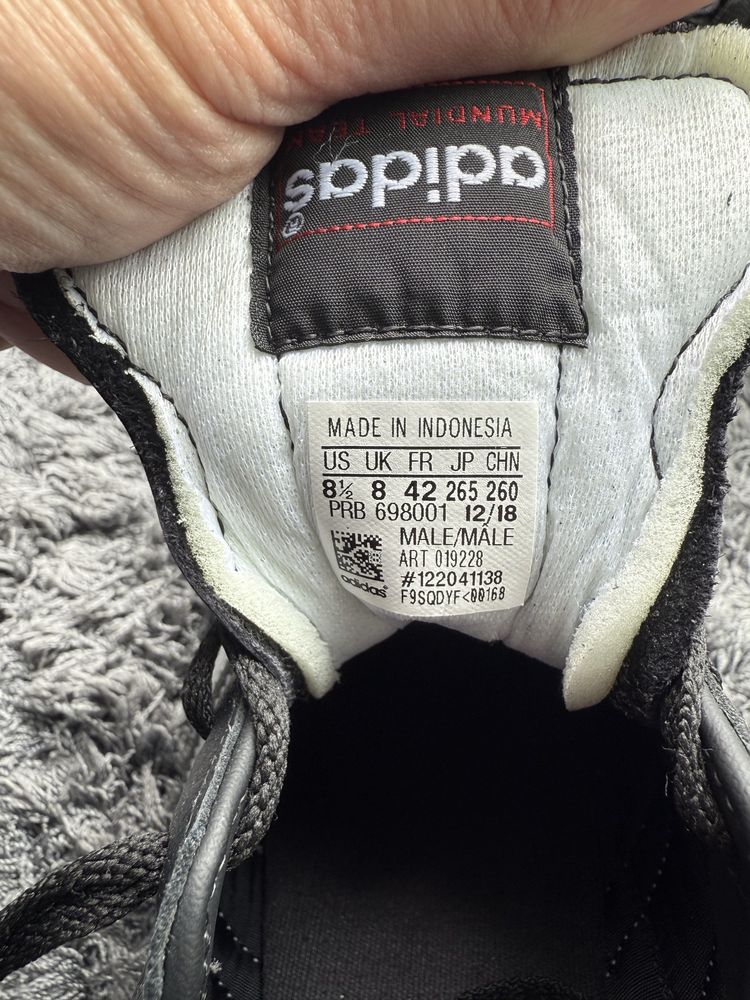 MUNDIAL TEAM
adidas®
MADE IN INDONESIA
US UK FR JP CHN
8½ 8 42 265 260
PRB 698001 12/18
MALE/MÂLE
ART 019228
#122041138
F9SQDYF<00168
adidas®